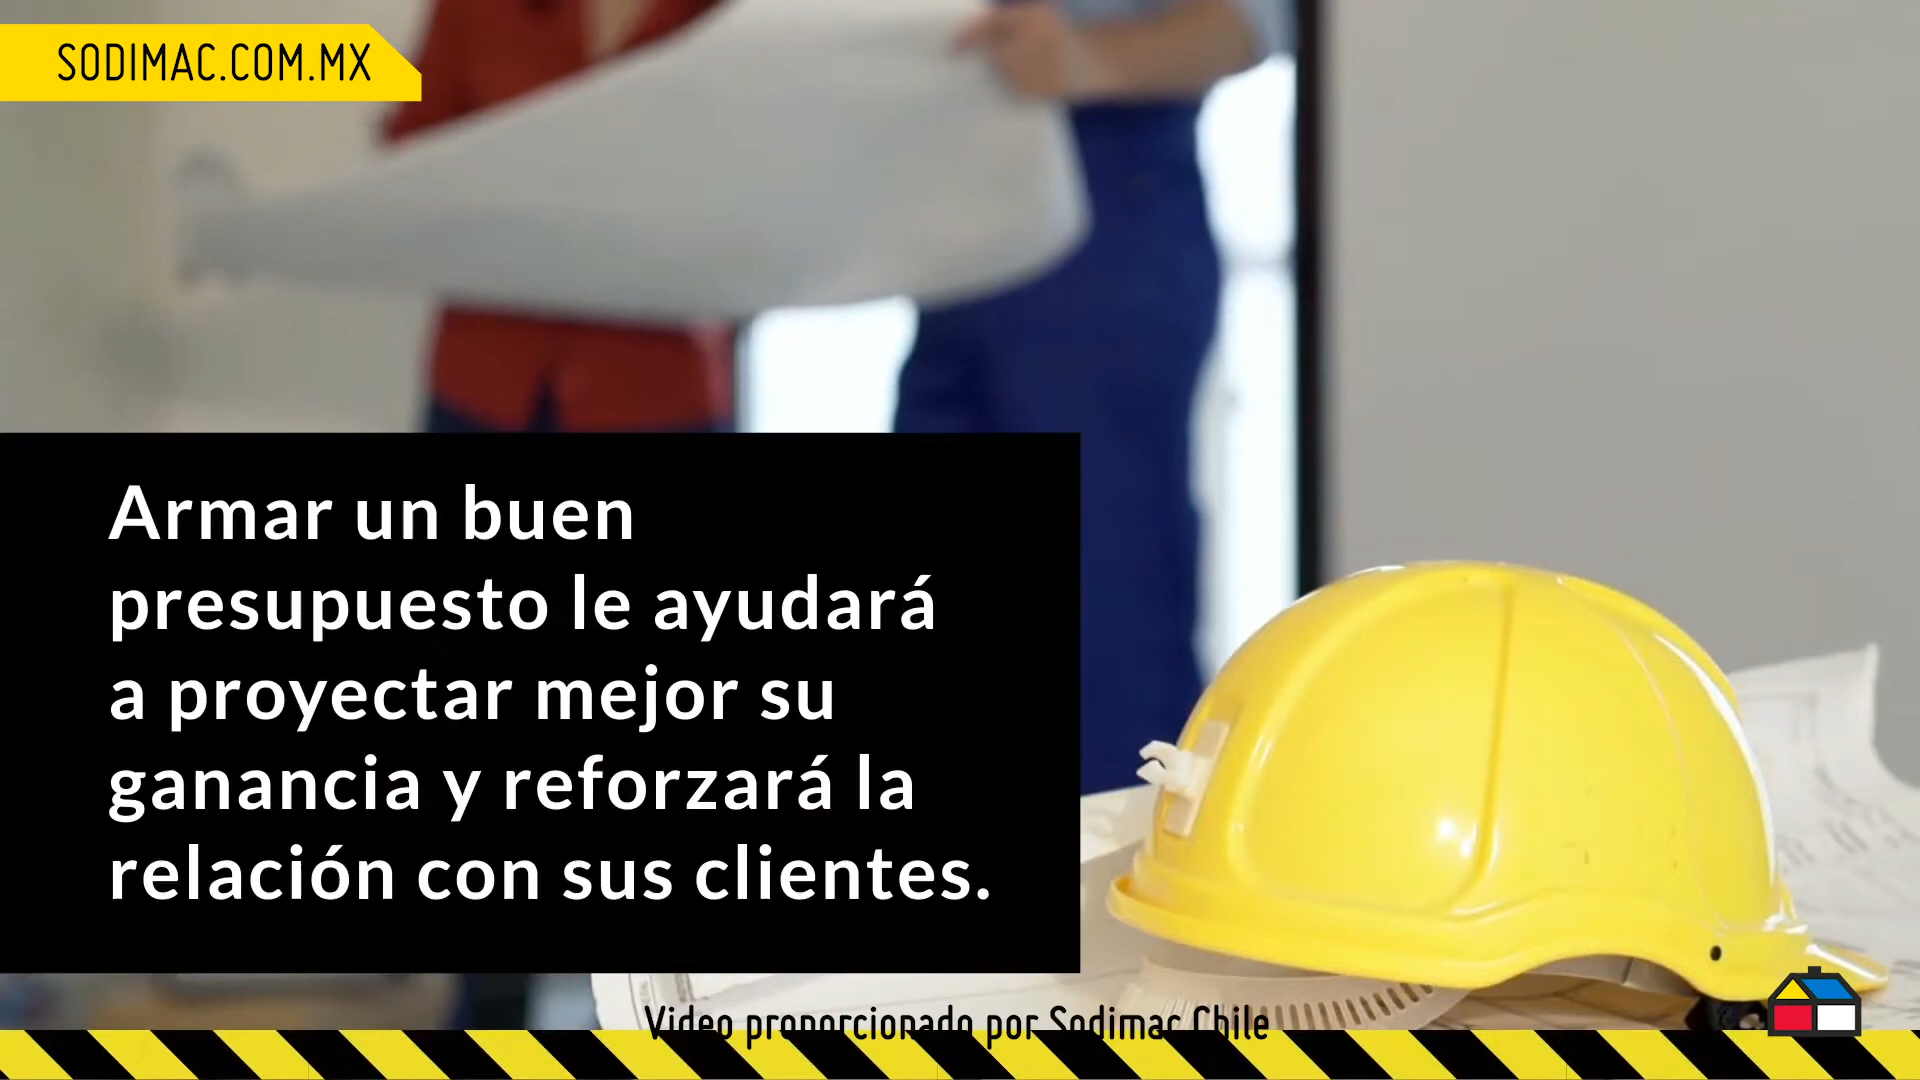 SODIMAC.COM.MX
Armar un buen
presupuesto le ayudará
a proyectar mejor su
ganancia y reforzará la
relación con sus clientes.
Video proporcionado por Sodimac Chile